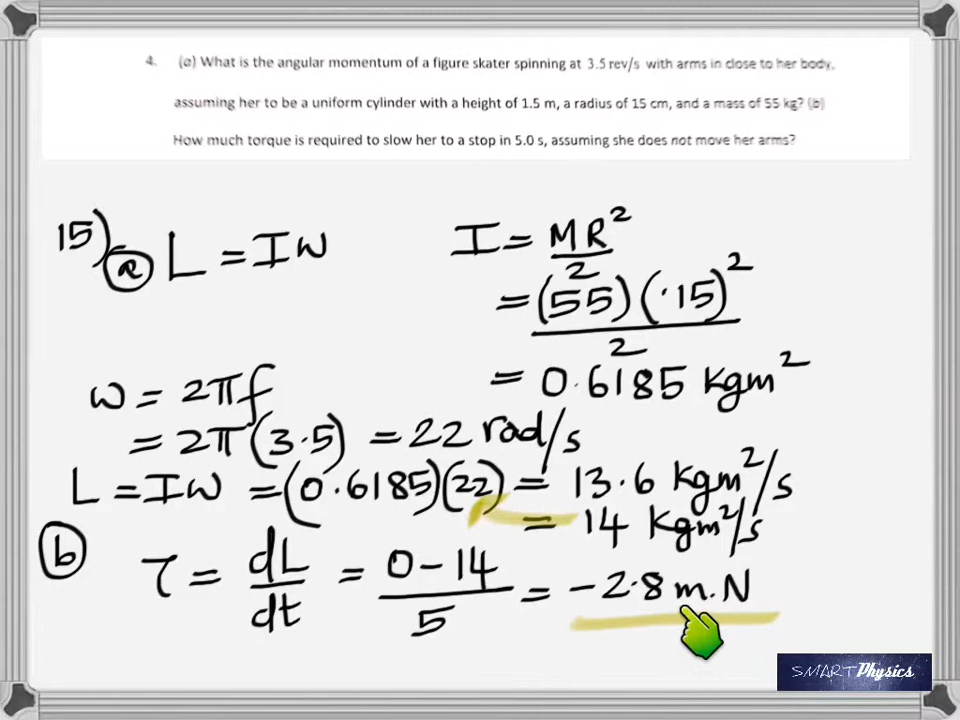 4. (a) What is the angular momentum of a figure skater spinning at 3.5 rev/s with arms in close to her body,
assuming her to be a uniform cylinder with a height of 1.5 m, a radius of 15 cm, and a mass of 55 kg? (b)
How much torque is required to slow her to a stop in 5.0 s, assuming she does not move her arms?
15) (a) L = Iω
I = MR²/2
= (55)(.15)²/2
= 0.6185 Kgm²
ω = 2πf
= 2π(3.5) = 22 rad/s
L = Iω = (0.6185)(22) = 13.6 Kgm²/s
= 14 Kgm²/s
(b) τ = dL/dt = 0-14/5 = -2.8 m.N
SMART Physics